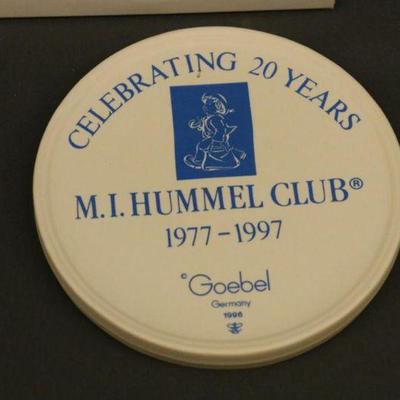 CELEBRATING 20 YEARS
M.I. HUMMEL CLUB®
1977-1997
©Goebel
Germany
1996